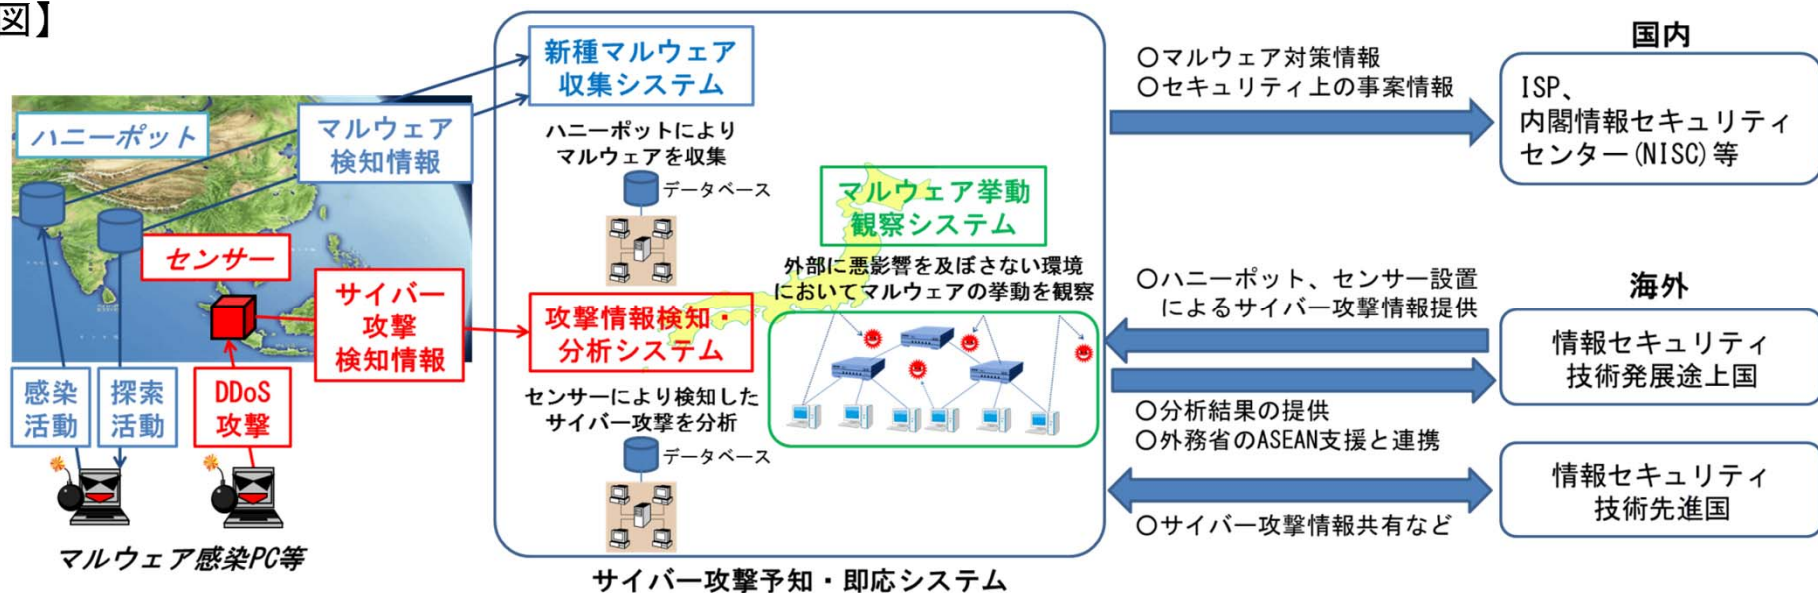 図】
ハニーポット
マルウェア
検知情報
センサー
サイバー
攻撃
検知情報
感染
活動
探索
活動
DDoS
攻撃
マルウェア感染PC等
新種マルウェア
収集システム
ハニーポットにより
マルウェアを収集
データベース
攻撃情報検知・
分析システム
センサーにより検知した
サイバー攻撃を分析
データベース
マルウェア挙動
観察システム
外部に悪影響を及ぼさない環境
においてマルウェアの挙動を観察
サイバー攻撃予知・即応システム
○マルウェア対策情報
○セキュリティ上の事案情報
国内
ISP、
内閣情報セキュリティ
センター(NISC)等
○ハニーポット、センサー設置
によるサイバー攻撃情報提供
海外
情報セキュリティ
技術発展途上国
○分析結果の提供
○外務省のASEAN支援と連携
情報セキュリティ
技術先進国
○サイバー攻撃情報共有など